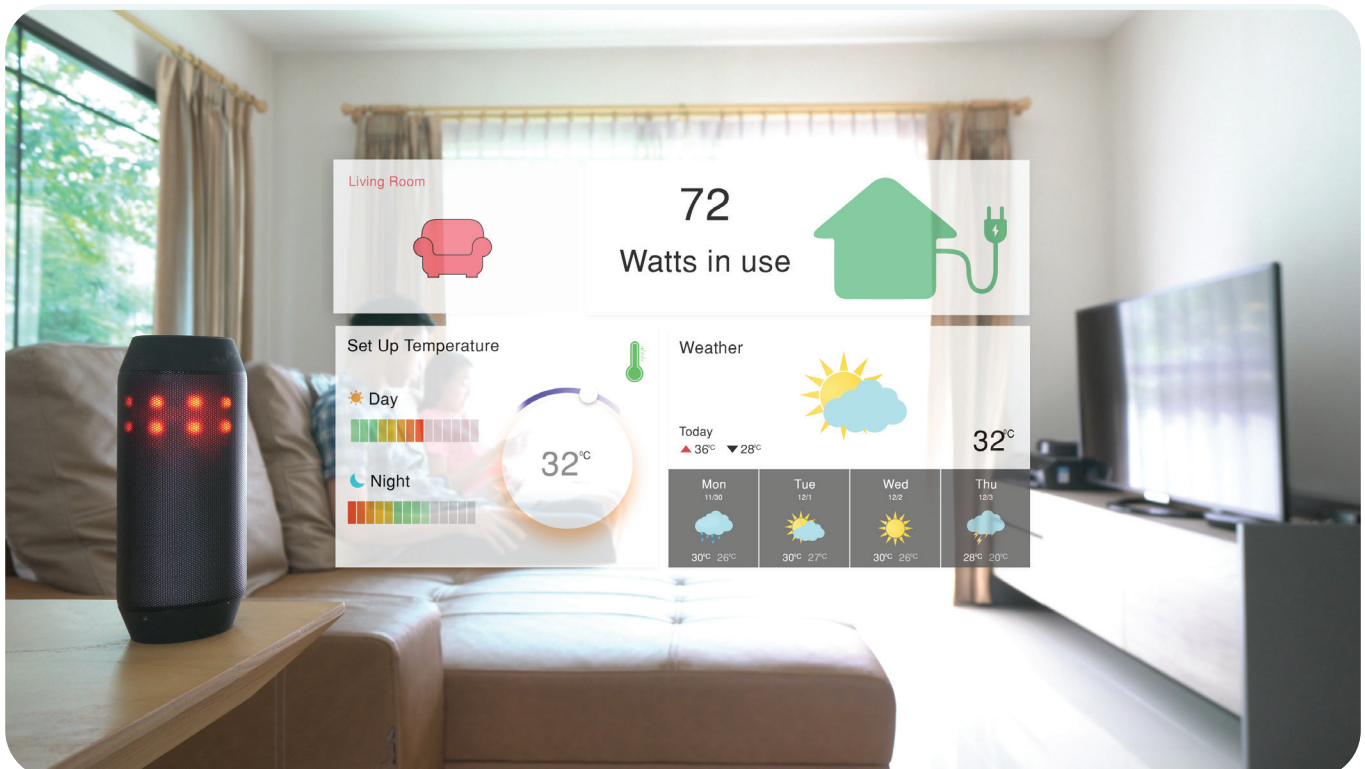 Living Room
72
Watts in use
Set Up Temperature
Day
Night
32°C
Weather
Today
▲ 36°C ▼ 28°C
32°C
Mon
11/30
30°C 26°C
Tue
12/1
30°C 27°C
Wed
12/2
30°C 26°C
Thu
12/3
28°C 20°C